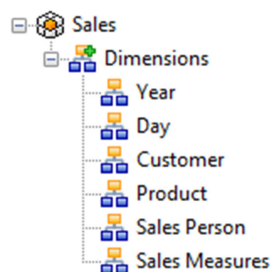 Sales
Dimensions
Year
Day
Customer
Product
Sales Person
Sales Measures